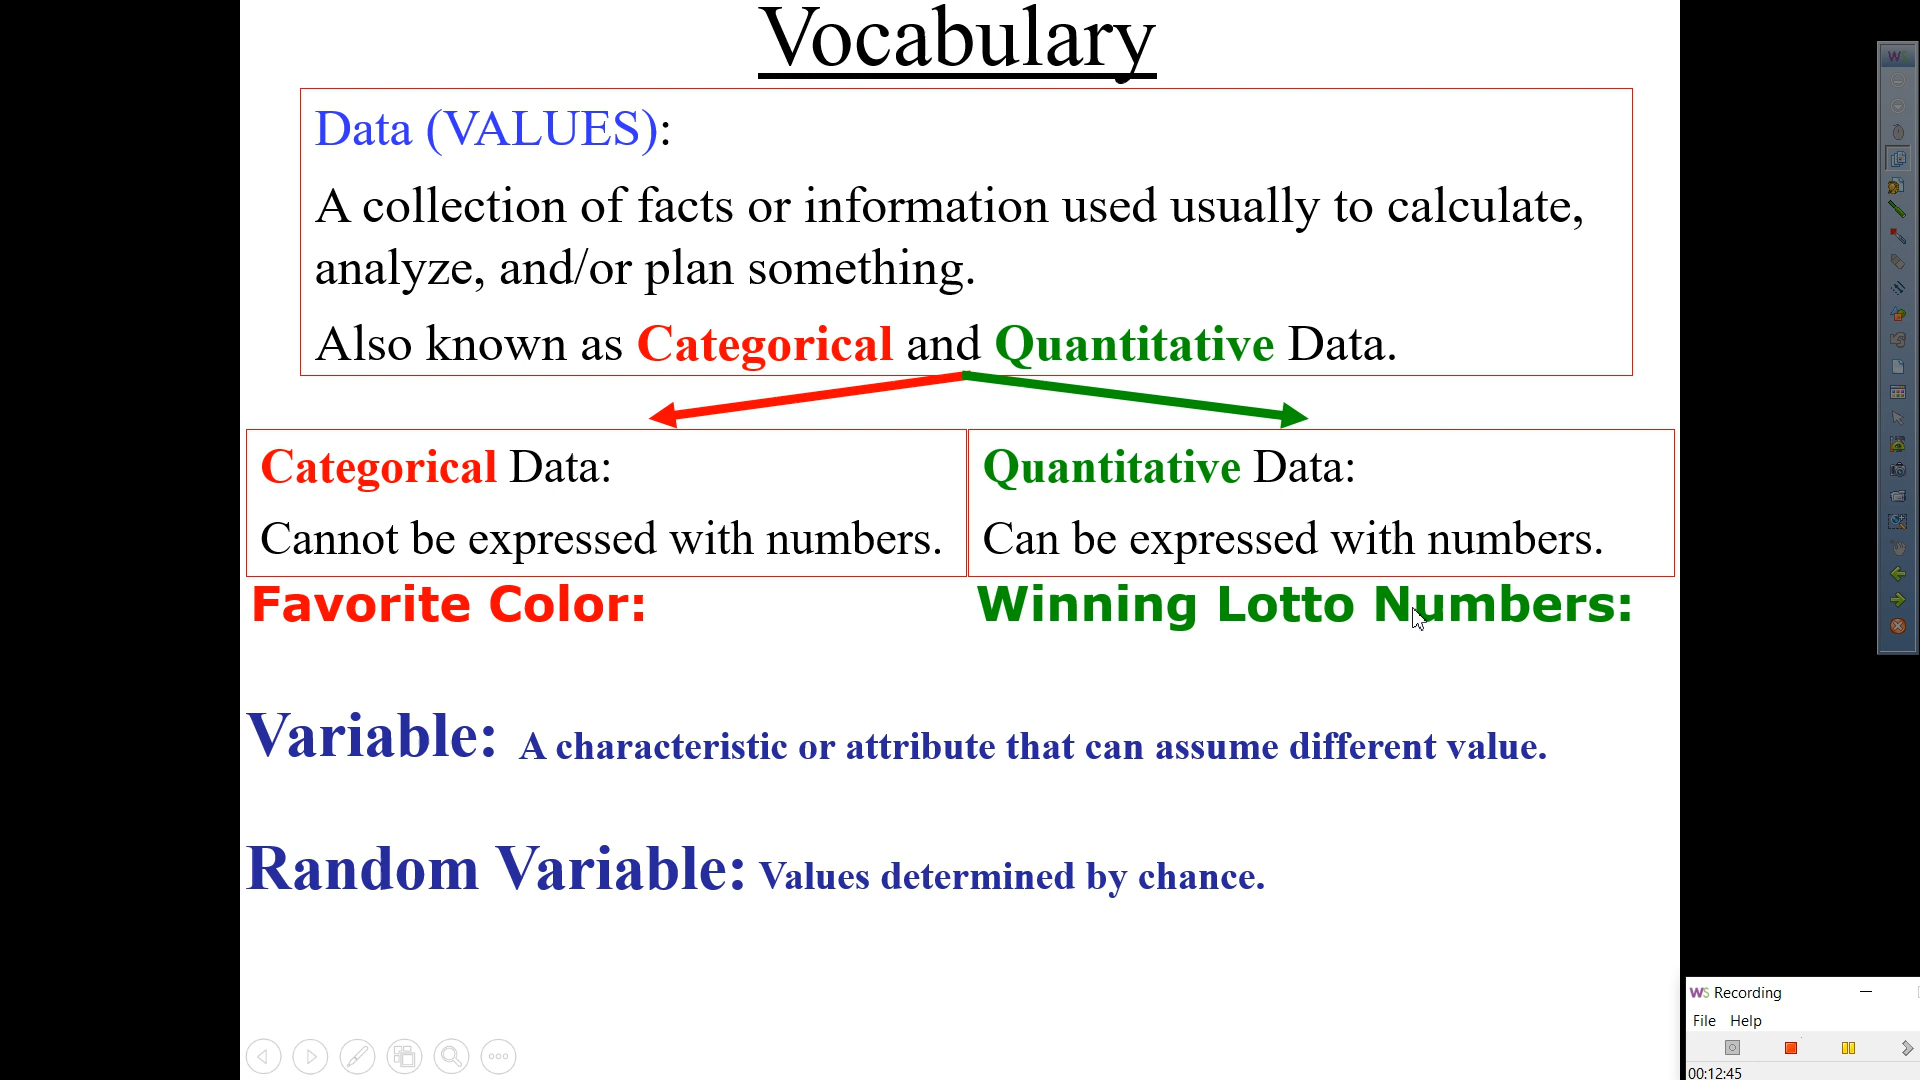 Vocabulary
Data (VALUES):
A collection of facts or information used usually to calculate,
analyze, and/or plan something.
Also known as Categorical and Quantitative Data.
Categorical Data:
Cannot be expressed with numbers.
Quantitative Data:
Can be expressed with numbers.
Favorite Color:
Winning Lotto Numbers:
Variable: A characteristic or attribute that can assume different value.
Random Variable: Values determined by chance.
WS
WS Recording
File Help
00:12:45